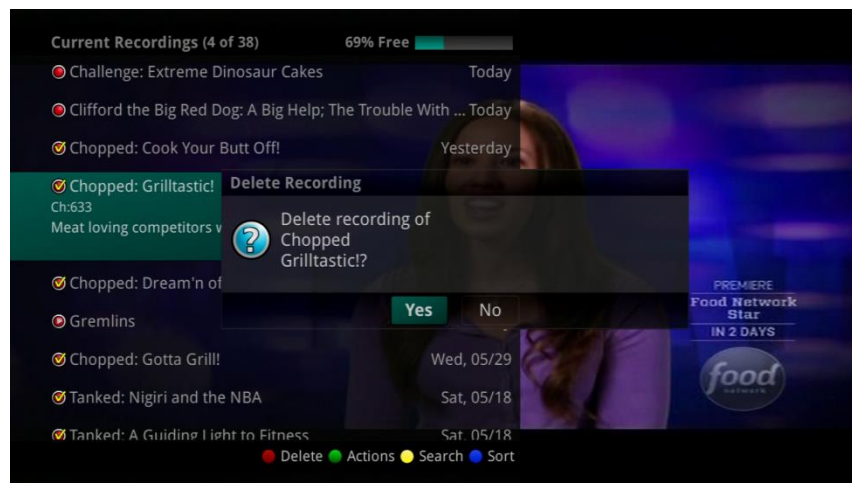 Current Recordings (4 of 38) 69% Free
Challenge: Extreme Dinosaur Cakes Today
Clifford the Big Red Dog: A Big Help; The Trouble With ... Today
Chopped: Cook Your Butt Off! Yesterday
Chopped: Grilltastic!
Ch:633
Meat loving competitors
Delete Recording
?
Delete recording of
Chopped
Grilltastic!?
Yes No
Chopped: Dream'n of
Gremlins
Chopped: Gotta Grill! Wed, 05/29
Tanked: Nigiri and the NBA Sat, 05/18
Tanked: A Guiding Light to Fitness Sat, 05/18
Delete Actions Search Sort
PREMIERE
Food Network
Star
IN 2 DAYS
food
network